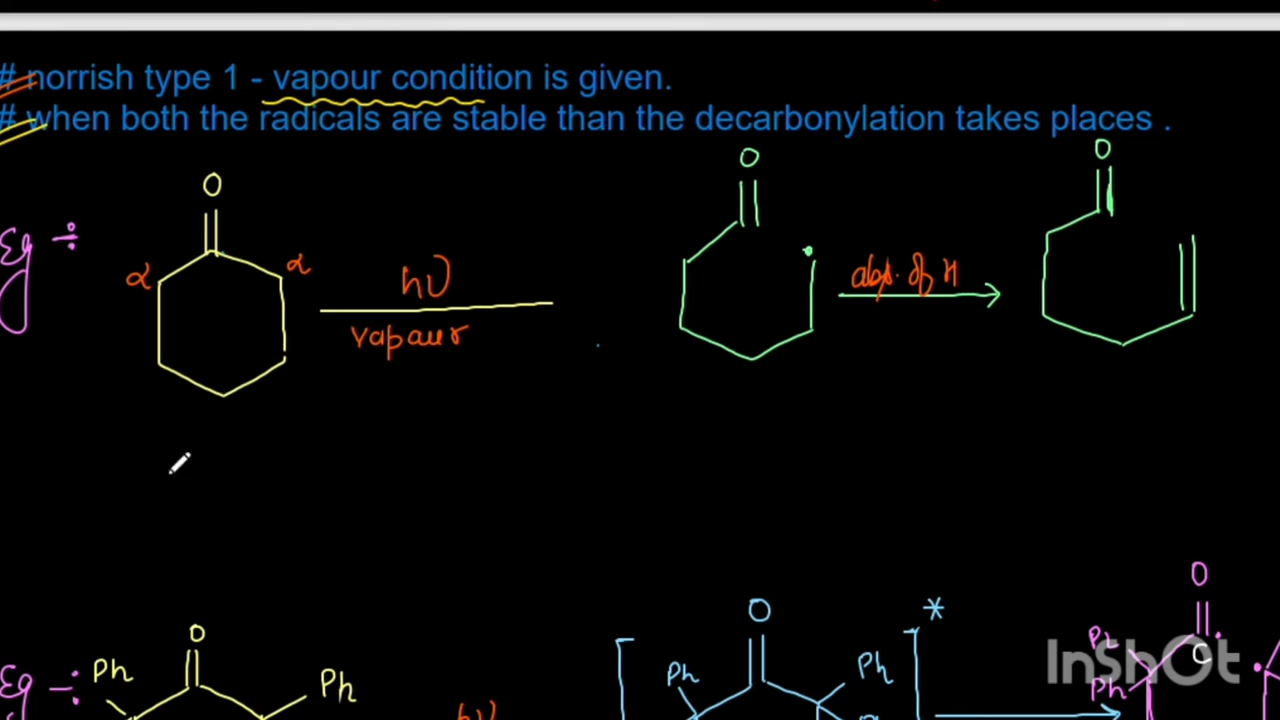 # norrish type 1 - vapour condition is given.
# when both the radicals are stable than the decarbonylation takes places .
Eg ÷
O
α
α
hν
vapour
O
abs. of H
O
Eg -:
O
Ph
Ph
hν
O
Ph
Ph
*
O
Ph
Ph
C
InShOt